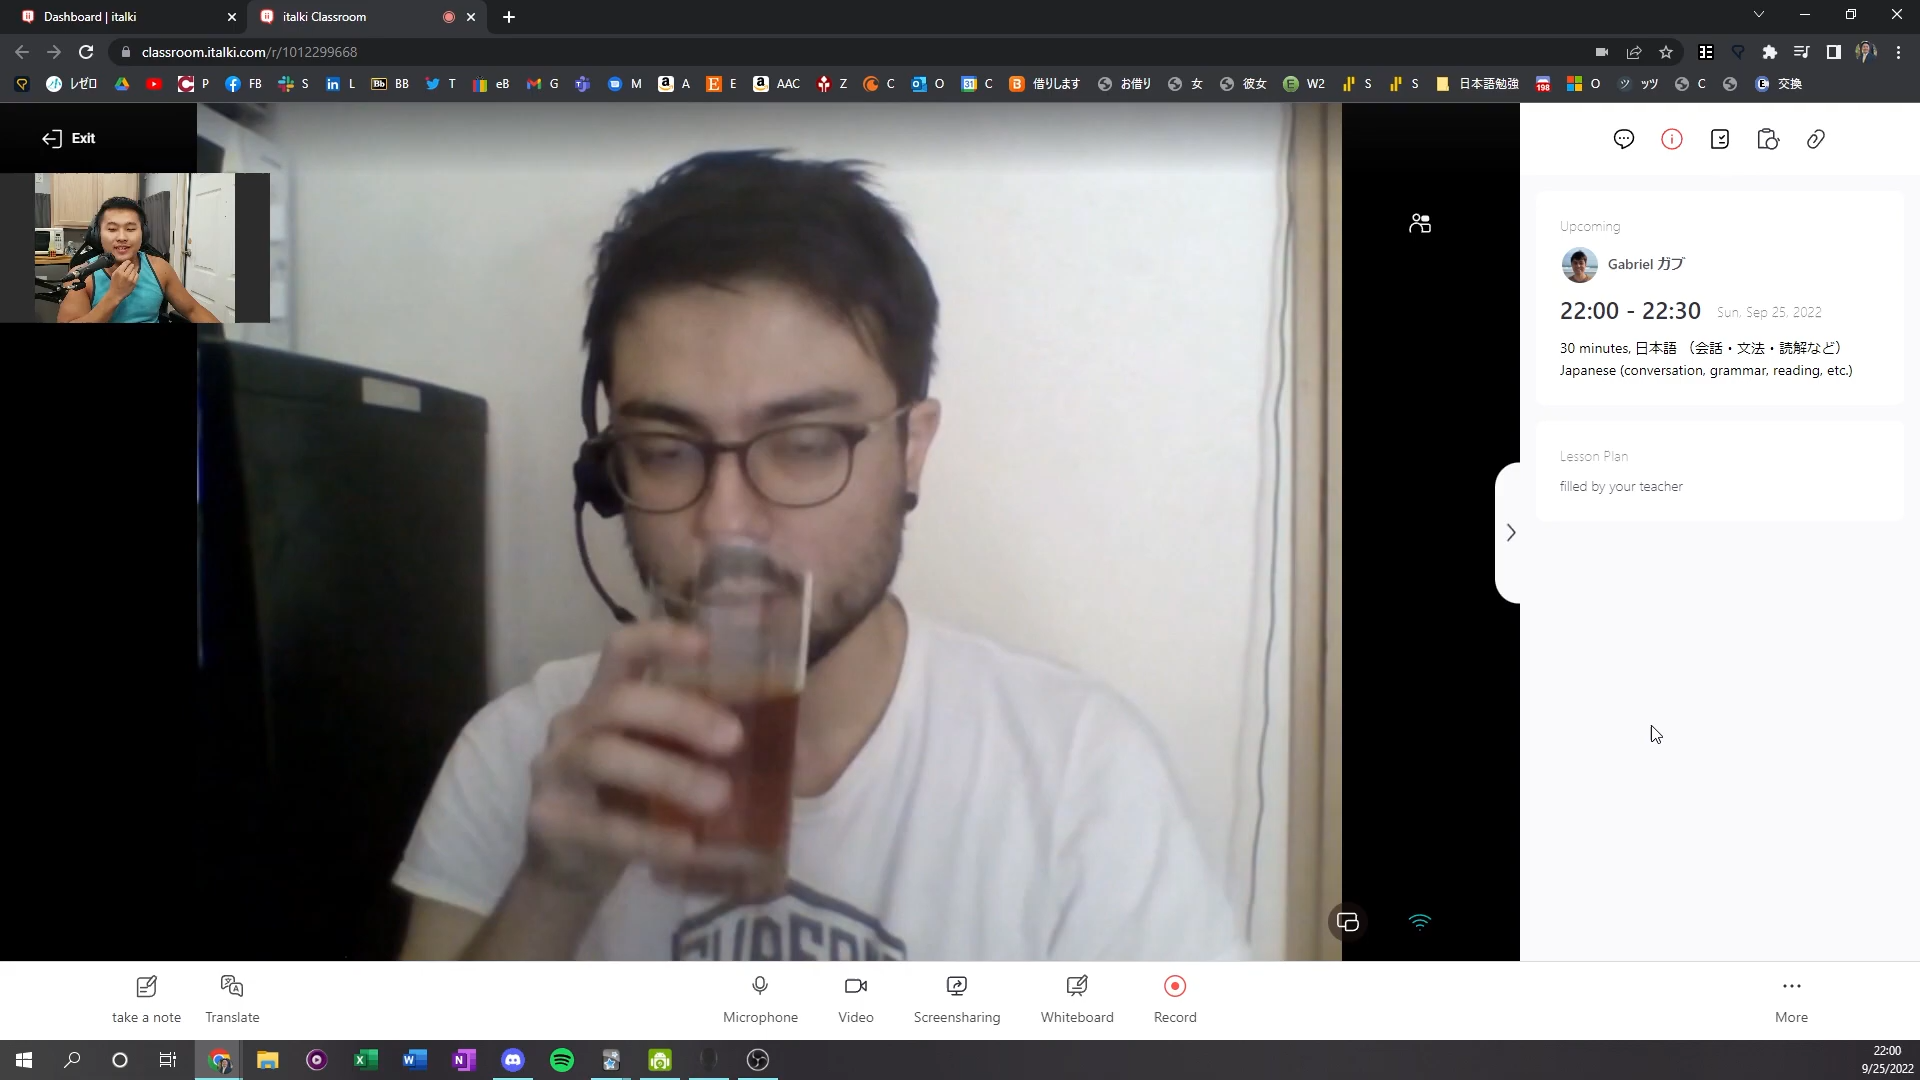 Dashboard | italki
italki Classroom
classroom.italki.com/r/1012299668
レゼロ P FB S L BB T eB G M A E AAC Z C O C 借ります お借り 女 彼女 W2 S S 日本語勉強 198 O ッツ C 交換
Exit
Upcoming
Gabriel ガブ
22:00 - 22:30 Sun, Sep 25, 2022
30 minutes, 日本語 （会話・文法・読解など）
Japanese (conversation, grammar, reading, etc.)
Lesson Plan
filled by your teacher
take a note Translate Microphone Video Screensharing Whiteboard Record More
22:00
9/25/2022